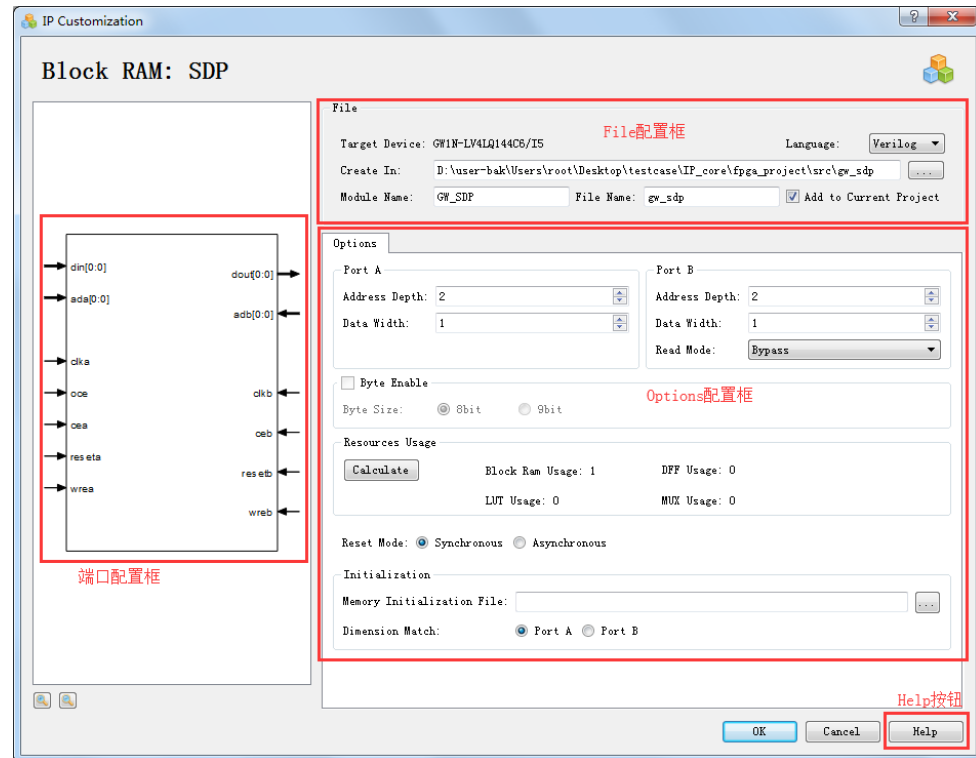 IP Customization
Block RAM: SDP
File
File配置框
Target Device: GW1N-LV4LQ144C6/I5
Language: Verilog
Create In: D:\user-bak\Users\root\Desktop\testcase\IP_core\fpga_project\src\gw_sdp ...
Module Name: GW_SDP File Name: gw_sdp Add to Current Project
Options
Port A
Port B
Address Depth: 2
Address Depth: 2
Data Width: 1
Data Width: 1
Read Mode: Bypass
Byte Enable
Options配置框
Byte Size: 8bit 9bit
Resources Usage
Calculate Block Ram Usage: 1 DFF Usage: 0
LUT Usage: 0 MUX Usage: 0
Reset Mode: Synchronous Asynchronous
Initialization
Memory Initialization File: ...
Dimension Match: Port A Port B
din[0:0]
dout[0:0]
ada[0:0]
adb[0:0]
clka
oce
clkb
cea
ceb
reseta
resetb
wrea
wreb
端口配置框
Help按钮
OK Cancel Help